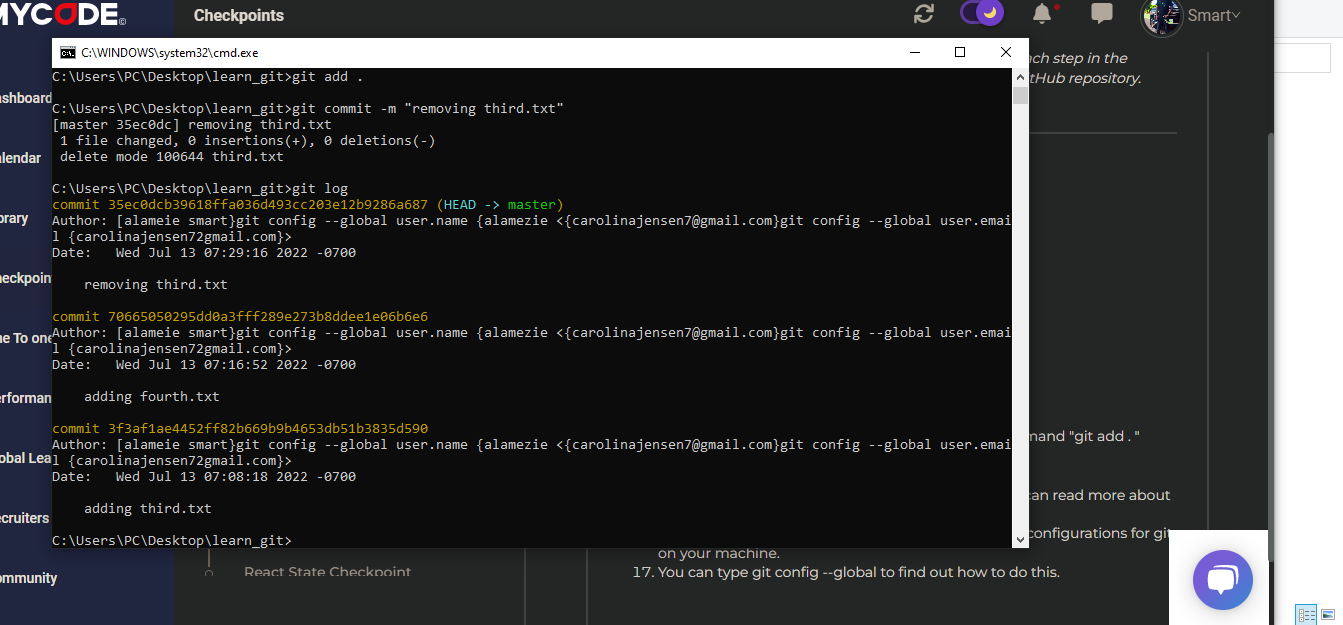 MYCODE
Checkpoints
Smart
C:\WINDOWS\system32\cmd.exe
C:\Users\PC\Desktop\learn_git>git add .
C:\Users\PC\Desktop\learn_git>git commit -m "removing third.txt"
[master 35ec0dc] removing third.txt
1 file changed, 0 insertions(+), 0 deletions(-)
delete mode 100644 third.txt
C:\Users\PC\Desktop\learn_git>git log
commit 35ec0dcb39618ffa036d493cc203e12b9286a687 (HEAD -> master)
Author: [alameie smart}git config --global user.name {alamezie <{carolinajensen7@gmail.com}git config --global user.emai
l {carolinajensen72gmail.com}>
Date:   Wed Jul 13 07:29:16 2022 -0700
removing third.txt
commit 70665050295dd0a3fff289e273b8ddee1e06b6e6
Author: [alameie smart}git config --global user.name {alamezie <{carolinajensen7@gmail.com}git config --global user.emai
l {carolinajensen72gmail.com}>
Date:   Wed Jul 13 07:16:52 2022 -0700
adding fourth.txt
commit 3f3af1ae4452ff82b669b9b4653db51b3835d590
Author: [alameie smart}git config --global user.name {alamezie <{carolinajensen7@gmail.com}git config --global user.emai
l {carolinajensen72gmail.com}>
Date:   Wed Jul 13 07:08:18 2022 -0700
adding third.txt
C:\Users\PC\Desktop\learn_git>
ashboard
alendar
brary
heckpoin
ne To one
erforman
obal Lea
ecruiters
ommunity
ch step in the
tHub repository.
mand "git add . "
can read more about
configurations for git
on your machine.
17. You can type git config --global to find out how to do this.
React State Checkpoint